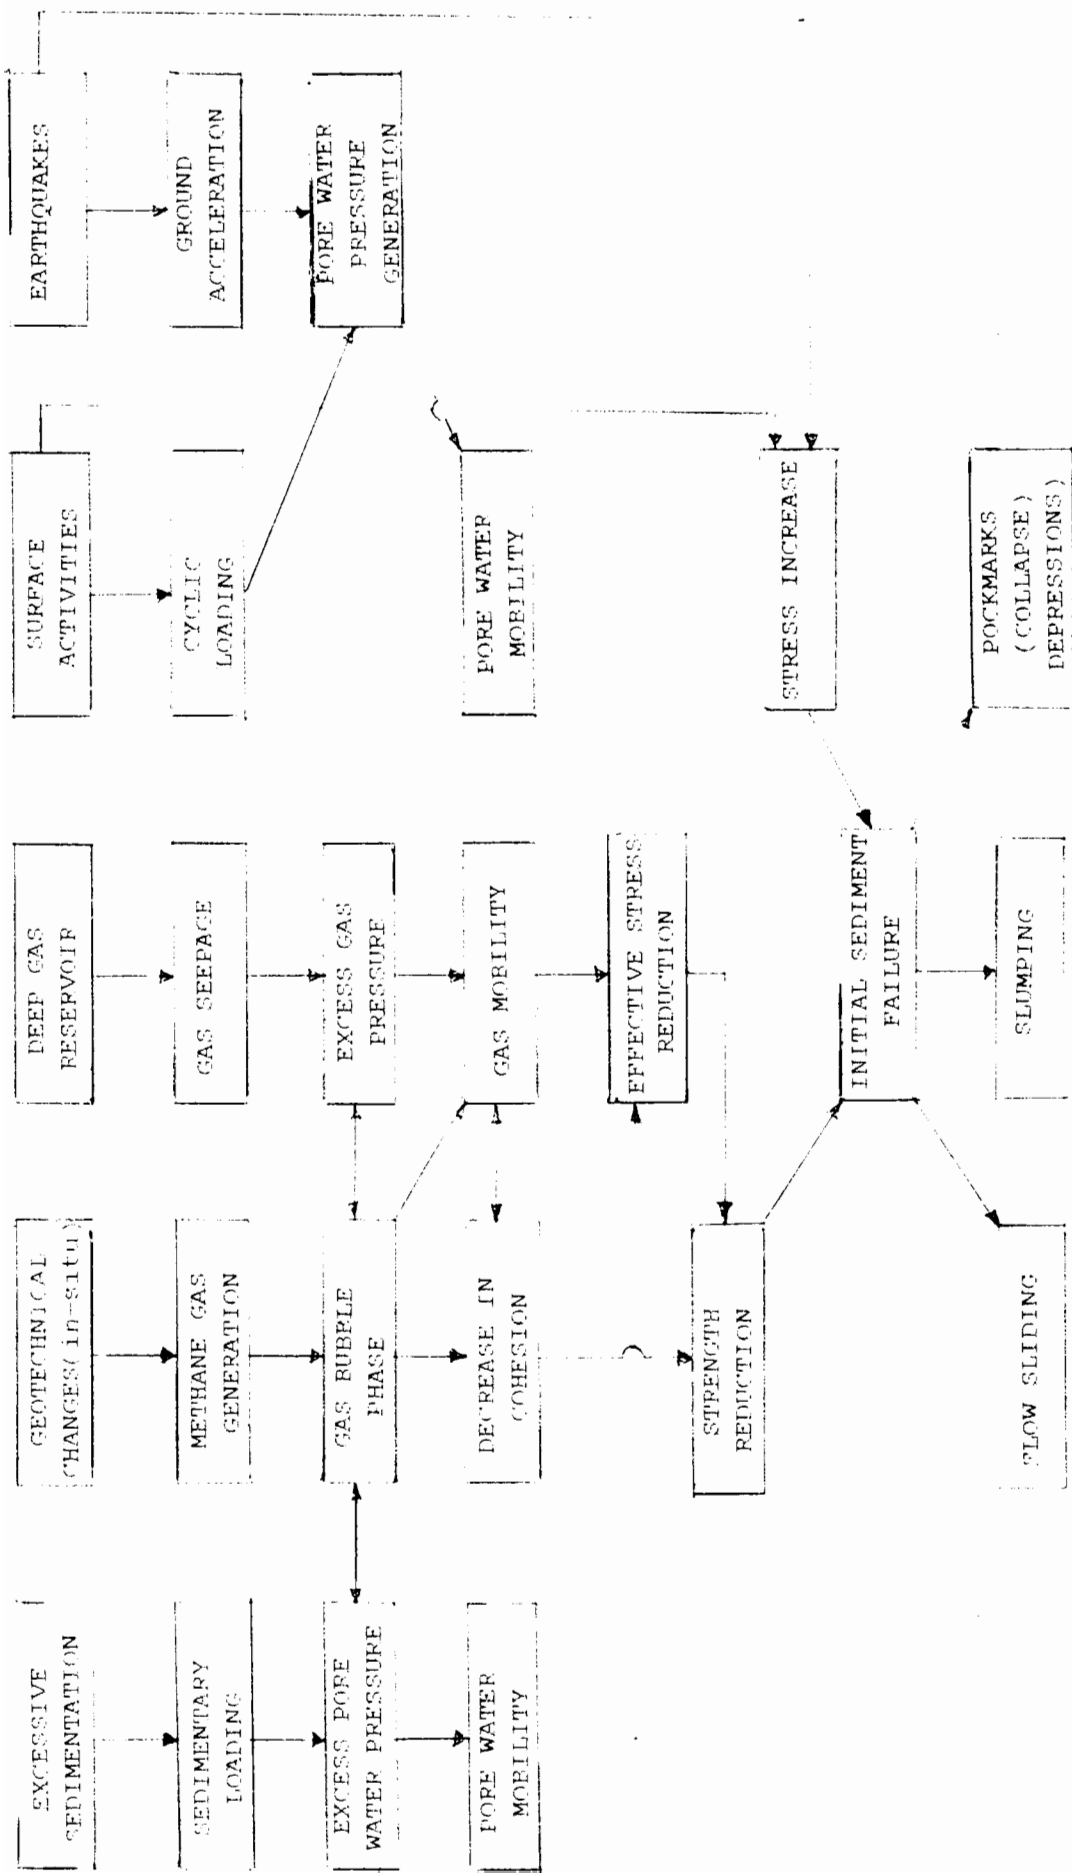 EXCESSIVE
SEDIMENTATION
GEOTECHNICAL
CHANGES(in-situ)
DEEP GAS
RESERVOIR
SURFACE
ACTIVITIES
EARTHQUAKES
SEDIMENTARY
LOADING
METHANE GAS
GENERATION
GAS SEEPAGE
CYCLIC
LOADING
GROUND
ACCELERATION
EXCESS PORE
WATER PRESSURE
GAS BUBBLE
PHASE
EXCESS GAS
PRESSURE
PORE WATER
PRESSURE
GENERATION
PORE WATER
MOBILITY
DECREASE IN
COHESION
GAS MOBILITY
PORE WATER
MOBILITY
EFFECTIVE STRESS
REDUCTION
STRENGTH
REDUCTION
STRESS INCREASE
INITIAL SEDIMENT
FAILURE
FLOW SLIDING
SLUMPING
POCKMARKS
(COLLAPSE)
DEPRESSIONS)